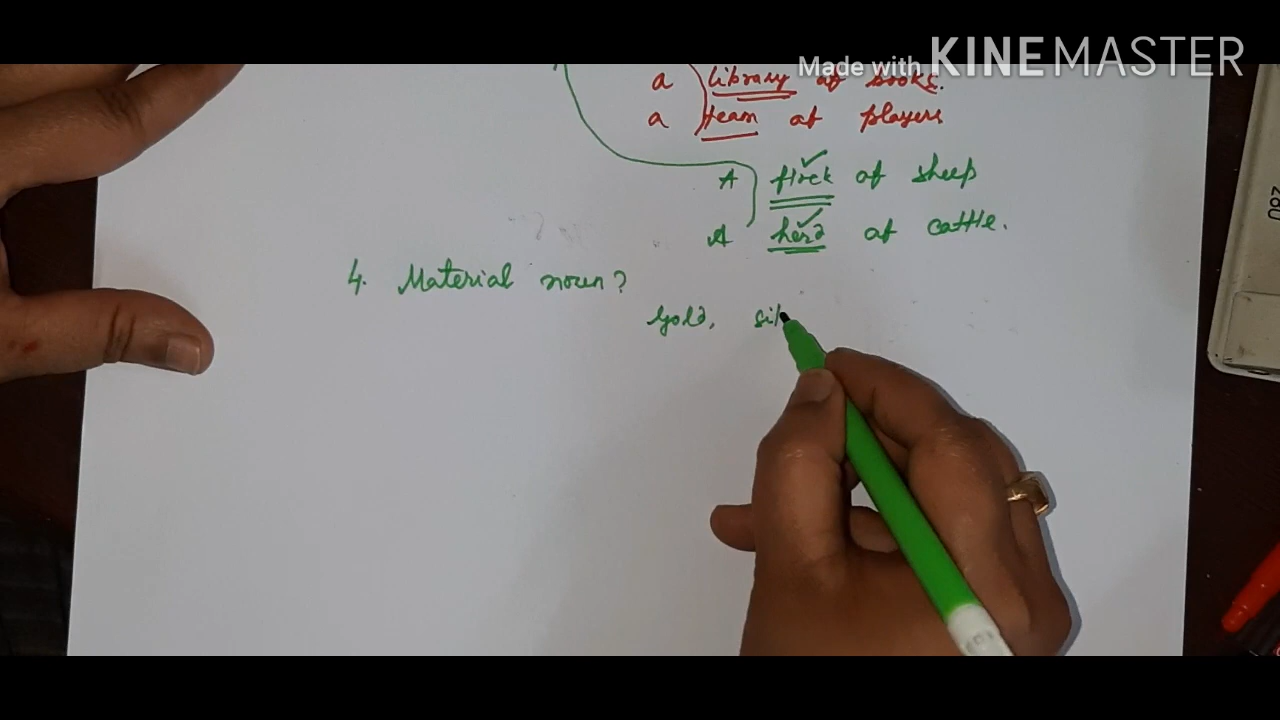 Made with KINEMASTER
a library of books.
a team of players
A flock of sheep
A herd of cattle.
4. Material noun?
Gold, sil